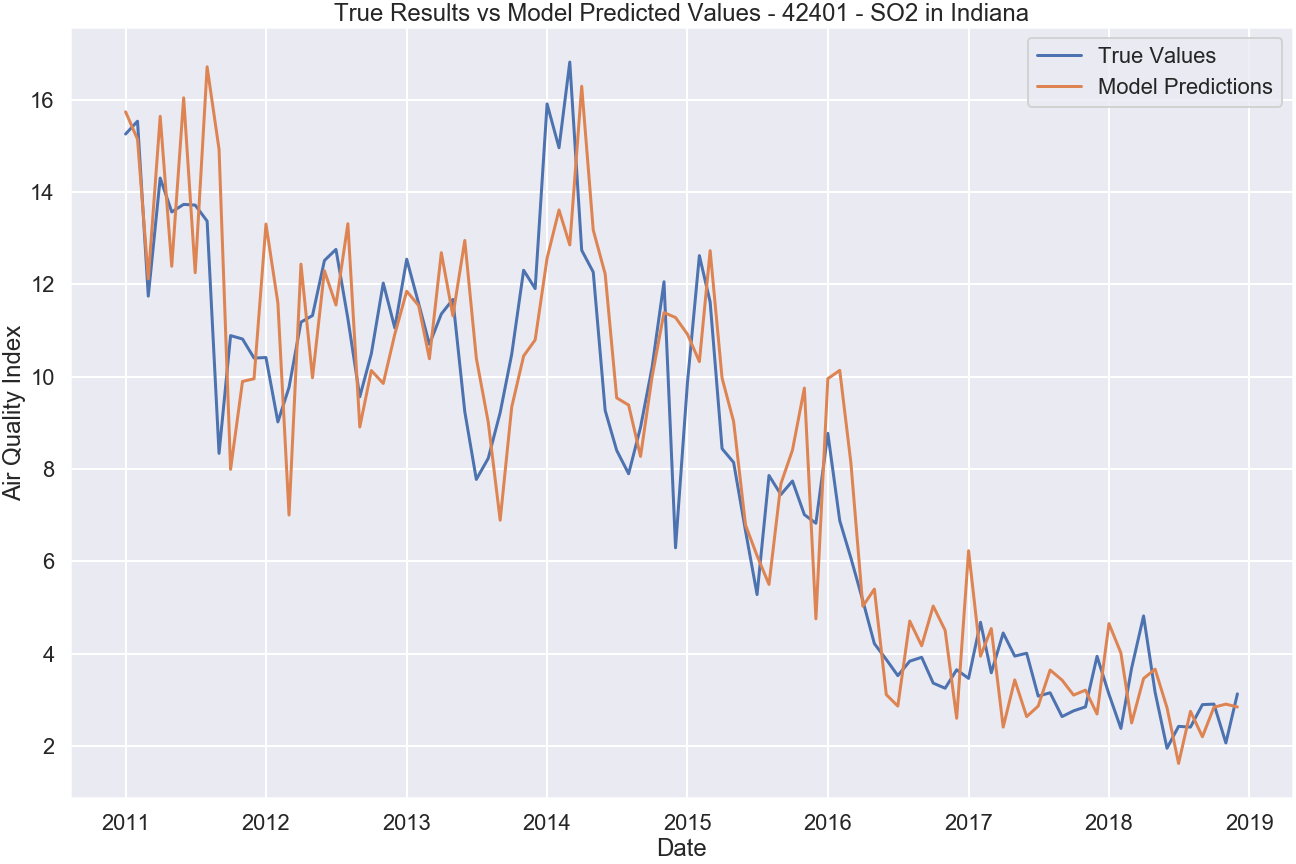 True Results vs Model Predicted Values - 42401 - SO2 in Indiana
True Values
Model Predictions
Air Quality Index
16
14
12
10
8
6
4
2
2011 2012 2013 2014 2015 2016 2017 2018 2019
Date